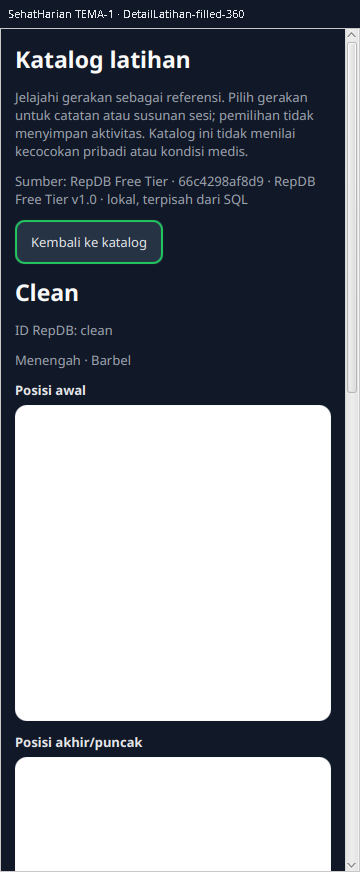 SehatHarian TEMA-1 · DetailLatihan-filled-360
Katalog latihan
Jelajahi gerakan sebagai referensi. Pilih gerakan
untuk catatan atau susunan sesi; pemilihan tidak
menyimpan aktivitas. Katalog ini tidak menilai
kecocokan pribadi atau kondisi medis.
Sumber: RepDB Free Tier · 66c4298af8d9 · RepDB
Free Tier v1.0 · lokal, terpisah dari SQL
Kembali ke katalog
Clean
ID RepDB: clean
Menengah · Barbel
Posisi awal
Posisi akhir/puncak